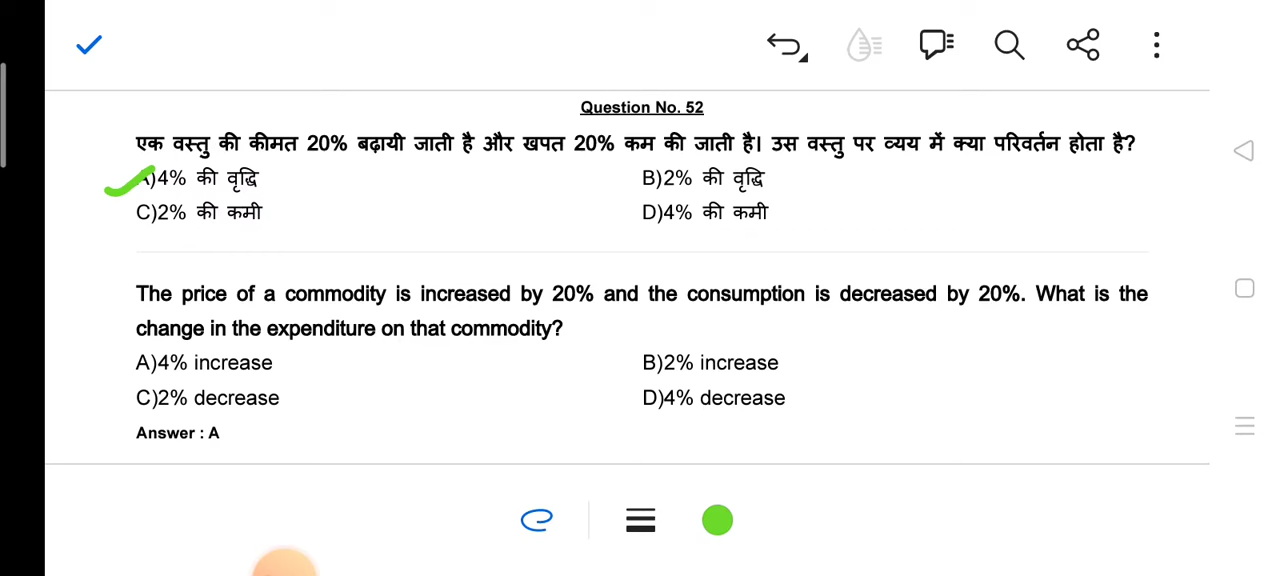 Question No. 52
एक वस्तु की कीमत 20% बढ़ायी जाती है और खपत 20% कम की जाती है। उस वस्तु पर व्यय में क्या परिवर्तन होता है?
A)4% की वृद्धि B)2% की वृद्धि
C)2% की कमी D)4% की कमी
The price of a commodity is increased by 20% and the consumption is decreased by 20%. What is the
change in the expenditure on that commodity?
A)4% increase B)2% increase
C)2% decrease D)4% decrease
Answer : A